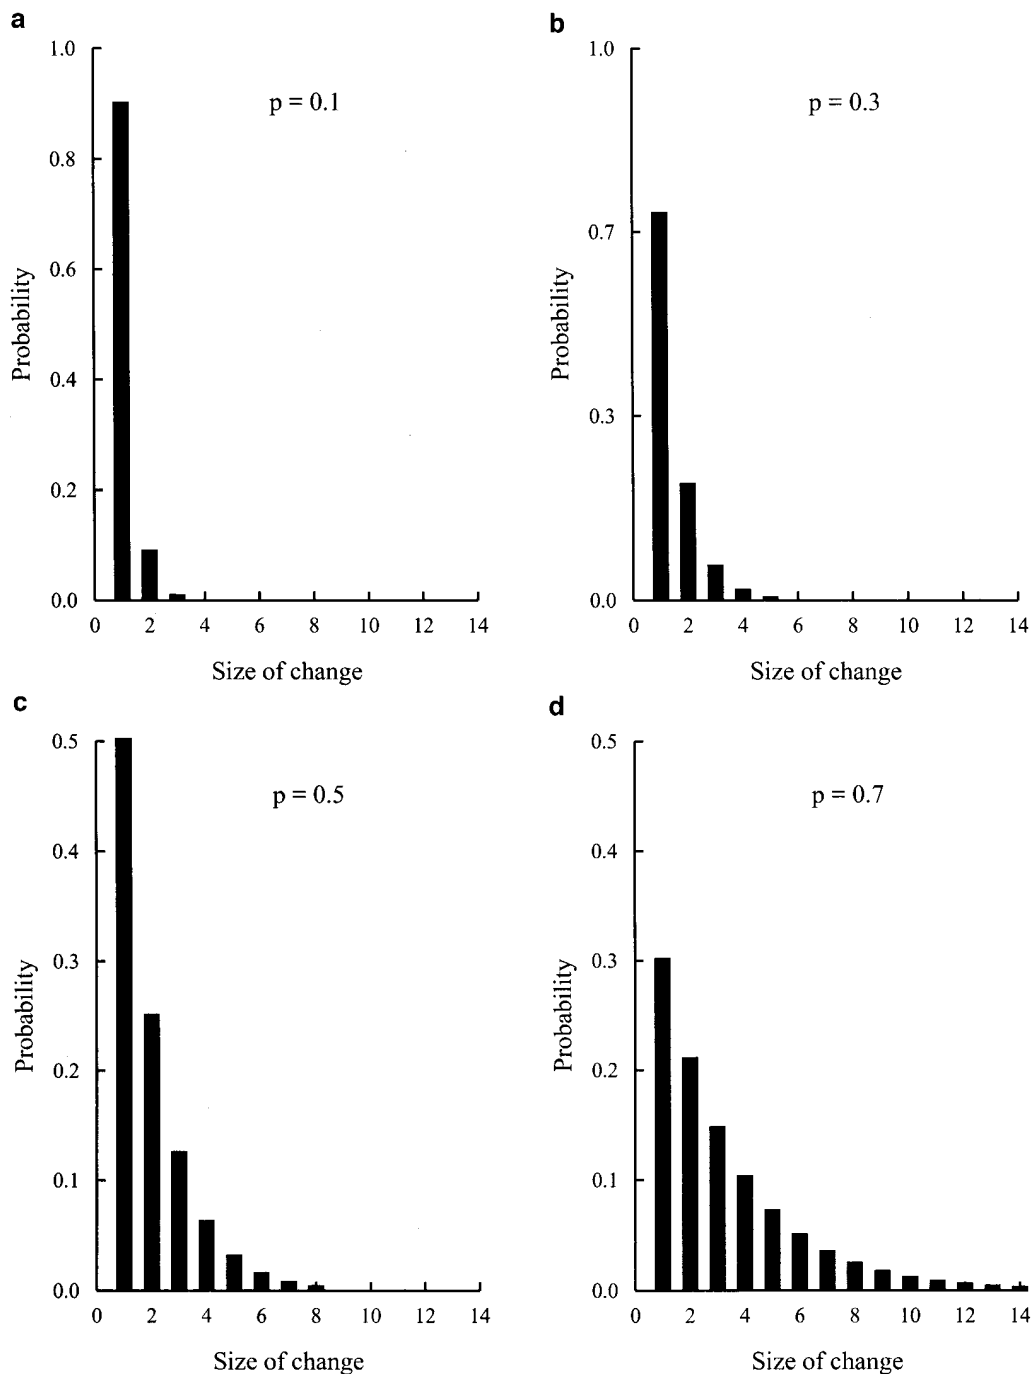 a
p = 0.1
1.0
0.8
0.6
0.4
0.2
0.0
Probability
0 2 4 6 8 10 12 14
Size of change
b
p = 0.3
1.0
0.7
0.3
0.0
Probability
0 2 4 6 8 10 12 14
Size of change
c
p = 0.5
0.5
0.4
0.3
0.2
0.1
0.0
Probability
0 2 4 6 8 10 12 14
Size of change
d
p = 0.7
0.5
0.4
0.3
0.2
0.1
0.0
Probability
0 2 4 6 8 10 12 14
Size of change